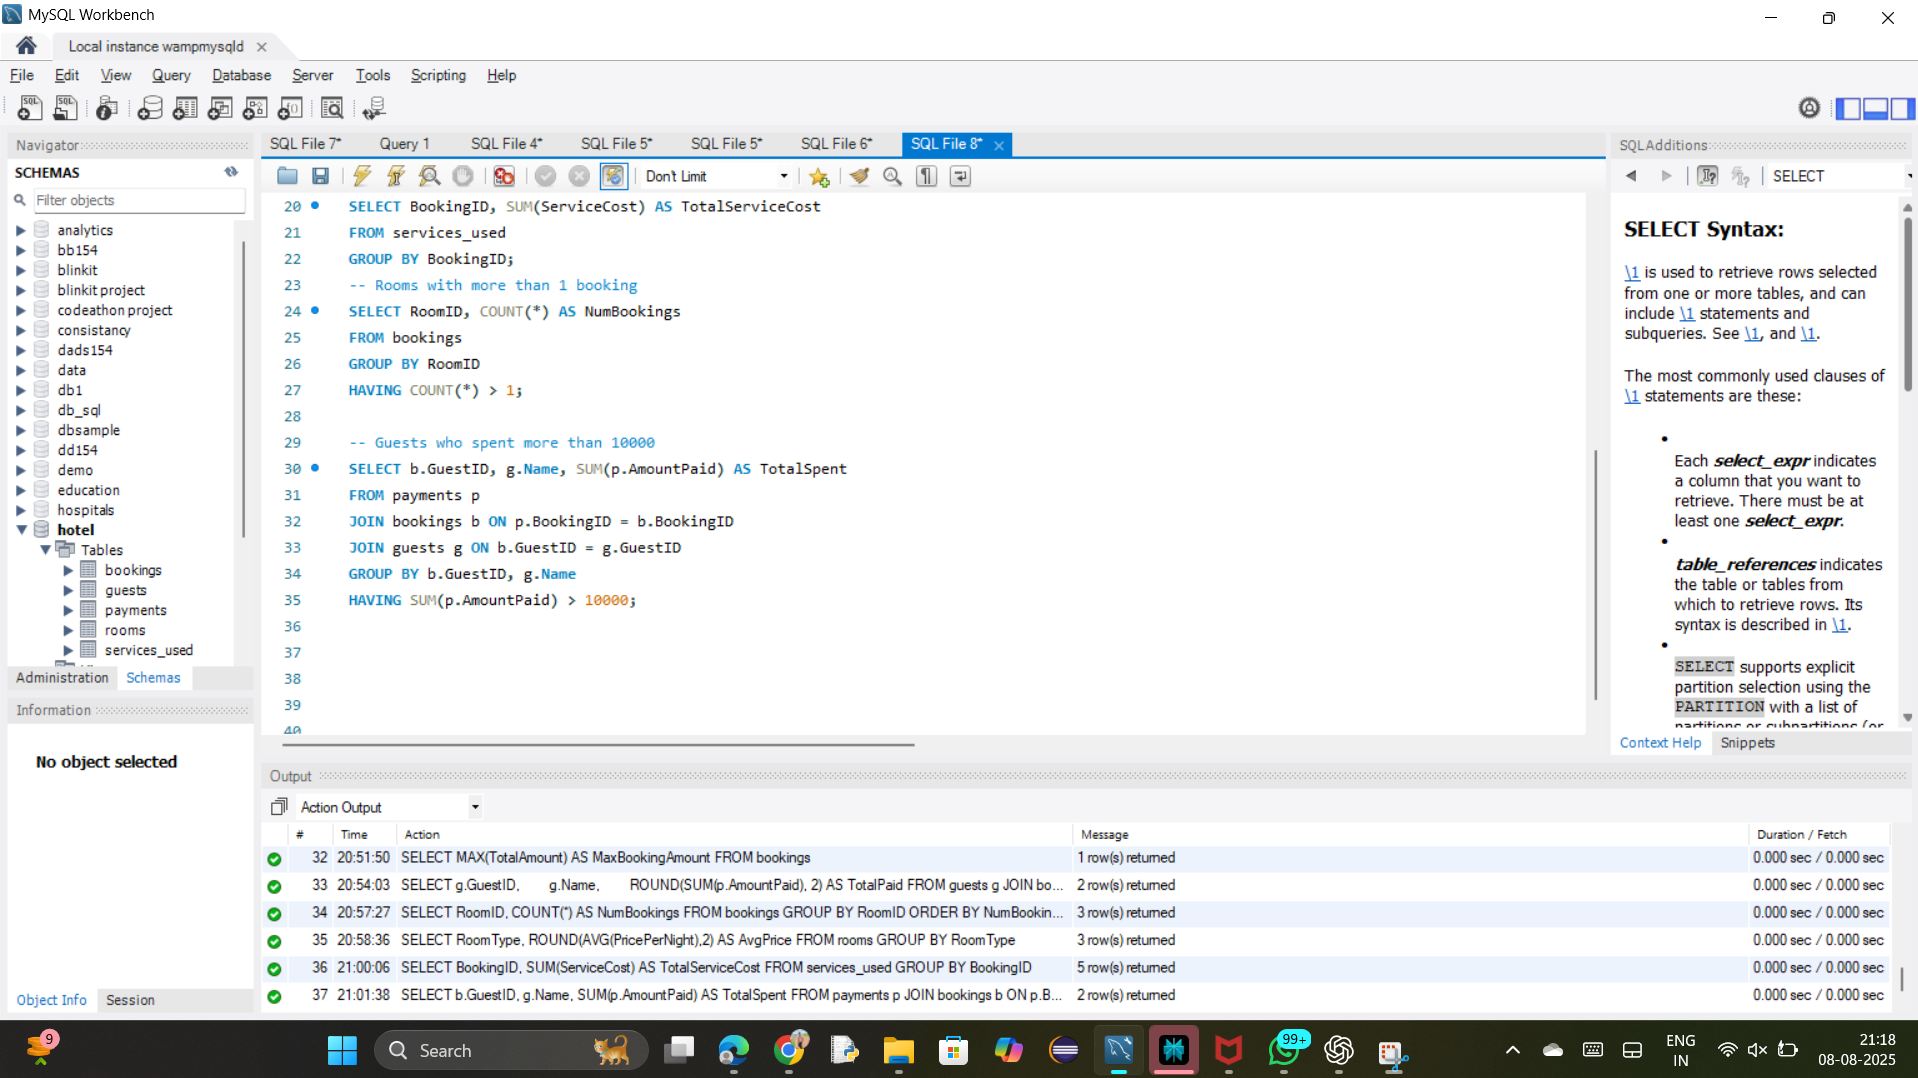 MySQL Workbench
Local instance wampmysqld
File Edit View Query Database Server Tools Scripting Help
Navigator
SCHEMAS
Filter objects
analytics
bb154
blinkit
blinkit project
codeathon project
consistancy
dads154
data
db1
db_sql
dbsample
dd154
demo
education
hospitals
hotel
Tables
bookings
guests
payments
rooms
services_used
Administration Schemas
Information
No object selected
Object Info Session
SQL File 7* Query 1 SQL File 4* SQL File 5* SQL File 5* SQL File 6* SQL File 8*
Don't Limit
20 SELECT BookingID, SUM(ServiceCost) AS TotalServiceCost
21 FROM services_used
22 GROUP BY BookingID;
23 -- Rooms with more than 1 booking
24 SELECT RoomID, COUNT(*) AS NumBookings
25 FROM bookings
26 GROUP BY RoomID
27 HAVING COUNT(*) > 1;
28
29 -- Guests who spent more than 10000
30 SELECT b.GuestID, g.Name, SUM(p.AmountPaid) AS TotalSpent
31 FROM payments p
32 JOIN bookings b ON p.BookingID = b.BookingID
33 JOIN guests g ON b.GuestID = g.GuestID
34 GROUP BY b.GuestID, g.Name
35 HAVING SUM(p.AmountPaid) > 10000;
36
37
38
39
40
SQLAdditions
SELECT
SELECT Syntax:
\1 is used to retrieve rows selected
from one or more tables, and can
include \1 statements and
subqueries. See \1, and \1.
The most commonly used clauses of
\1 statements are these:
•
Each select_expr indicates
a column that you want to
retrieve. There must be at
least one select_expr.
•
table_references indicates
the table or tables from
which to retrieve rows. Its
syntax is described in \1.
•
SELECT supports explicit
partition selection using the
PARTITION with a list of
partitions or subpartitions (or
Context Help Snippets
Output
Action Output
# Time Action Message Duration / Fetch
32 20:51:50 SELECT MAX(TotalAmount) AS MaxBookingAmount FROM bookings 1 row(s) returned 0.000 sec / 0.000 sec
33 20:54:03 SELECT g.GuestID, g.Name, ROUND(SUM(p.AmountPaid), 2) AS TotalPaid FROM guests g JOIN bo... 2 row(s) returned 0.000 sec / 0.000 sec
34 20:57:27 SELECT RoomID, COUNT(*) AS NumBookings FROM bookings GROUP BY RoomID ORDER BY NumBookin... 3 row(s) returned 0.000 sec / 0.000 sec
35 20:58:36 SELECT RoomType, ROUND(AVG(PricePerNight),2) AS AvgPrice FROM rooms GROUP BY RoomType 3 row(s) returned 0.000 sec / 0.000 sec
36 21:00:06 SELECT BookingID, SUM(ServiceCost) AS TotalServiceCost FROM services_used GROUP BY BookingID 5 row(s) returned 0.000 sec / 0.000 sec
37 21:01:38 SELECT b.GuestID, g.Name, SUM(p.AmountPaid) AS TotalSpent FROM payments p JOIN bookings b ON p.B... 2 row(s) returned 0.000 sec / 0.000 sec
9
Search
99+
ENG
IN
21:18
08-08-2025